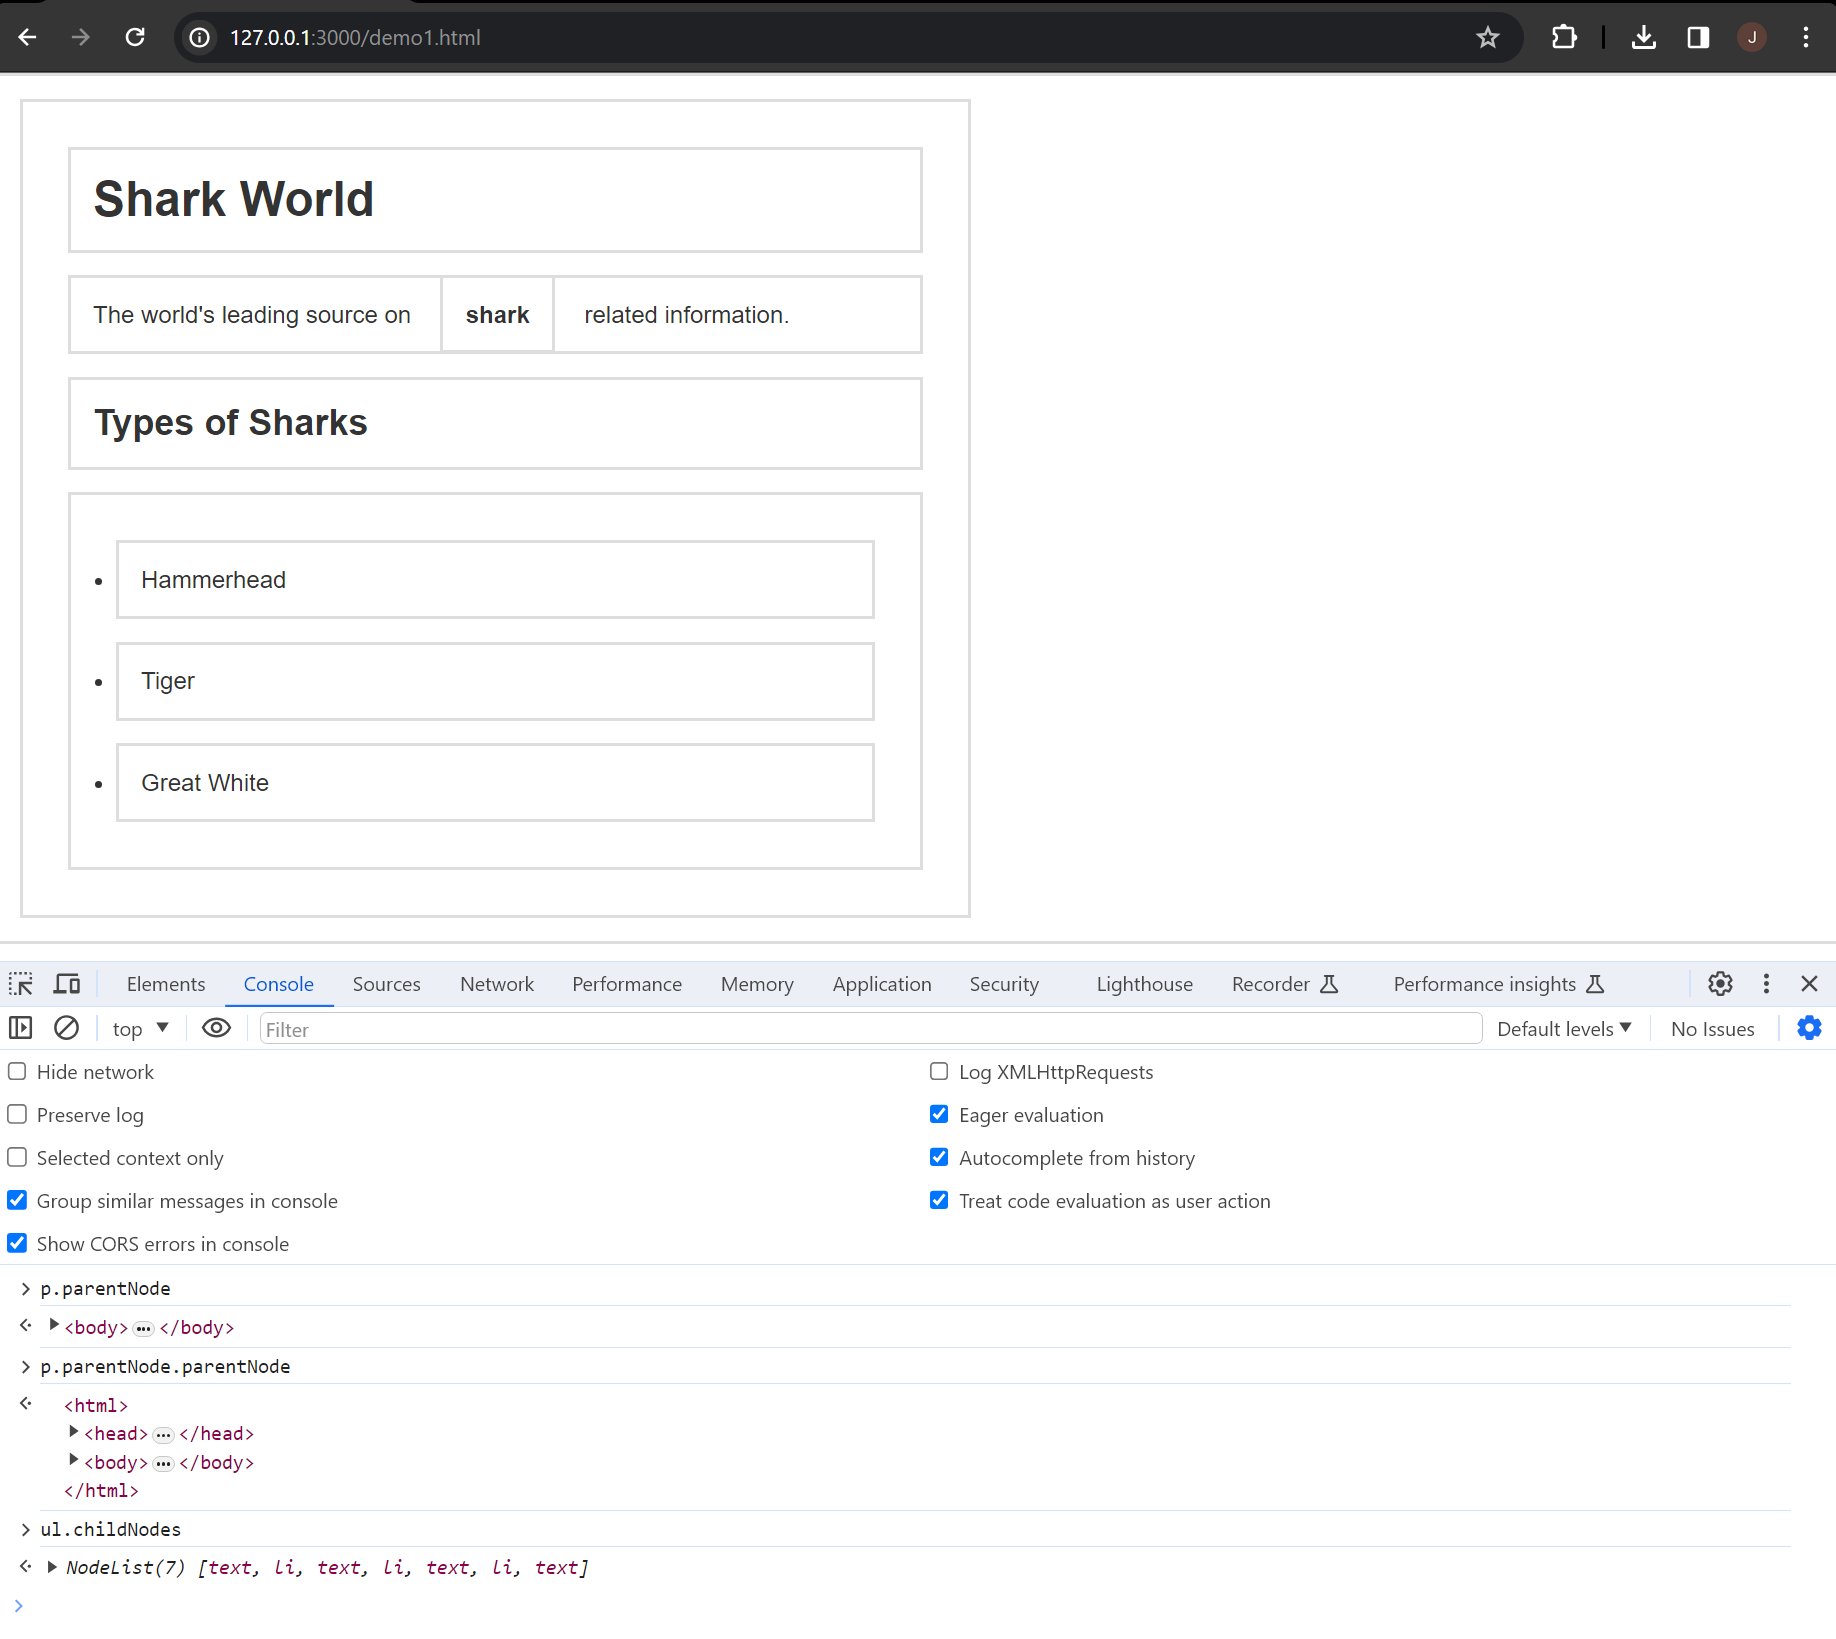 127.0.0.1:3000/demo1.html
J
Shark World
The world's leading source on shark related information.
Types of Sharks
• Hammerhead
• Tiger
• Great White
Elements Console Sources Network Performance Memory Application Security Lighthouse Recorder Performance insights
top Filter Default levels No Issues
Hide network
Log XMLHttpRequests
Preserve log
Eager evaluation
Selected context only
Autocomplete from history
Group similar messages in console
Treat code evaluation as user action
Show CORS errors in console
> p.parentNode
<body>…</body>
> p.parentNode.parentNode
<html>
<head>…</head>
<body>…</body>
</html>
> ul.childNodes
NodeList(7) [text, li, text, li, text, li, text]
>